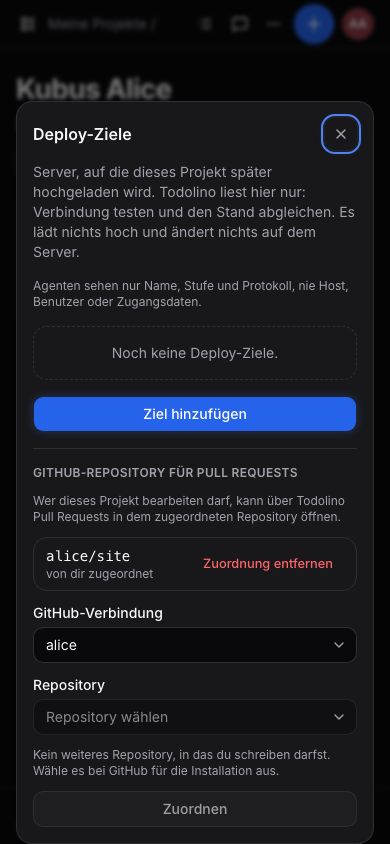 Meine Projekte /
AA
Kubus Alice
Deploy-Ziele
Server, auf die dieses Projekt später
hochgeladen wird. Todolino liest hier nur:
Verbindung testen und den Stand abgleichen. Es
lädt nichts hoch und ändert nichts auf dem
Server.
Agenten sehen nur Name, Stufe und Protokoll, nie Host,
Benutzer oder Zugangsdaten.
Noch keine Deploy-Ziele.
Ziel hinzufügen
GITHUB-REPOSITORY FÜR PULL REQUESTS
Wer dieses Projekt bearbeiten darf, kann über Todolino
Pull Requests in dem zugeordneten Repository öffnen.
alice/site
von dir zugeordnet
Zuordnung entfernen
GitHub-Verbindung
alice
Repository
Repository wählen
Kein weiteres Repository, in das du schreiben darfst.
Wähle es bei GitHub für die Installation aus.
Zuordnen